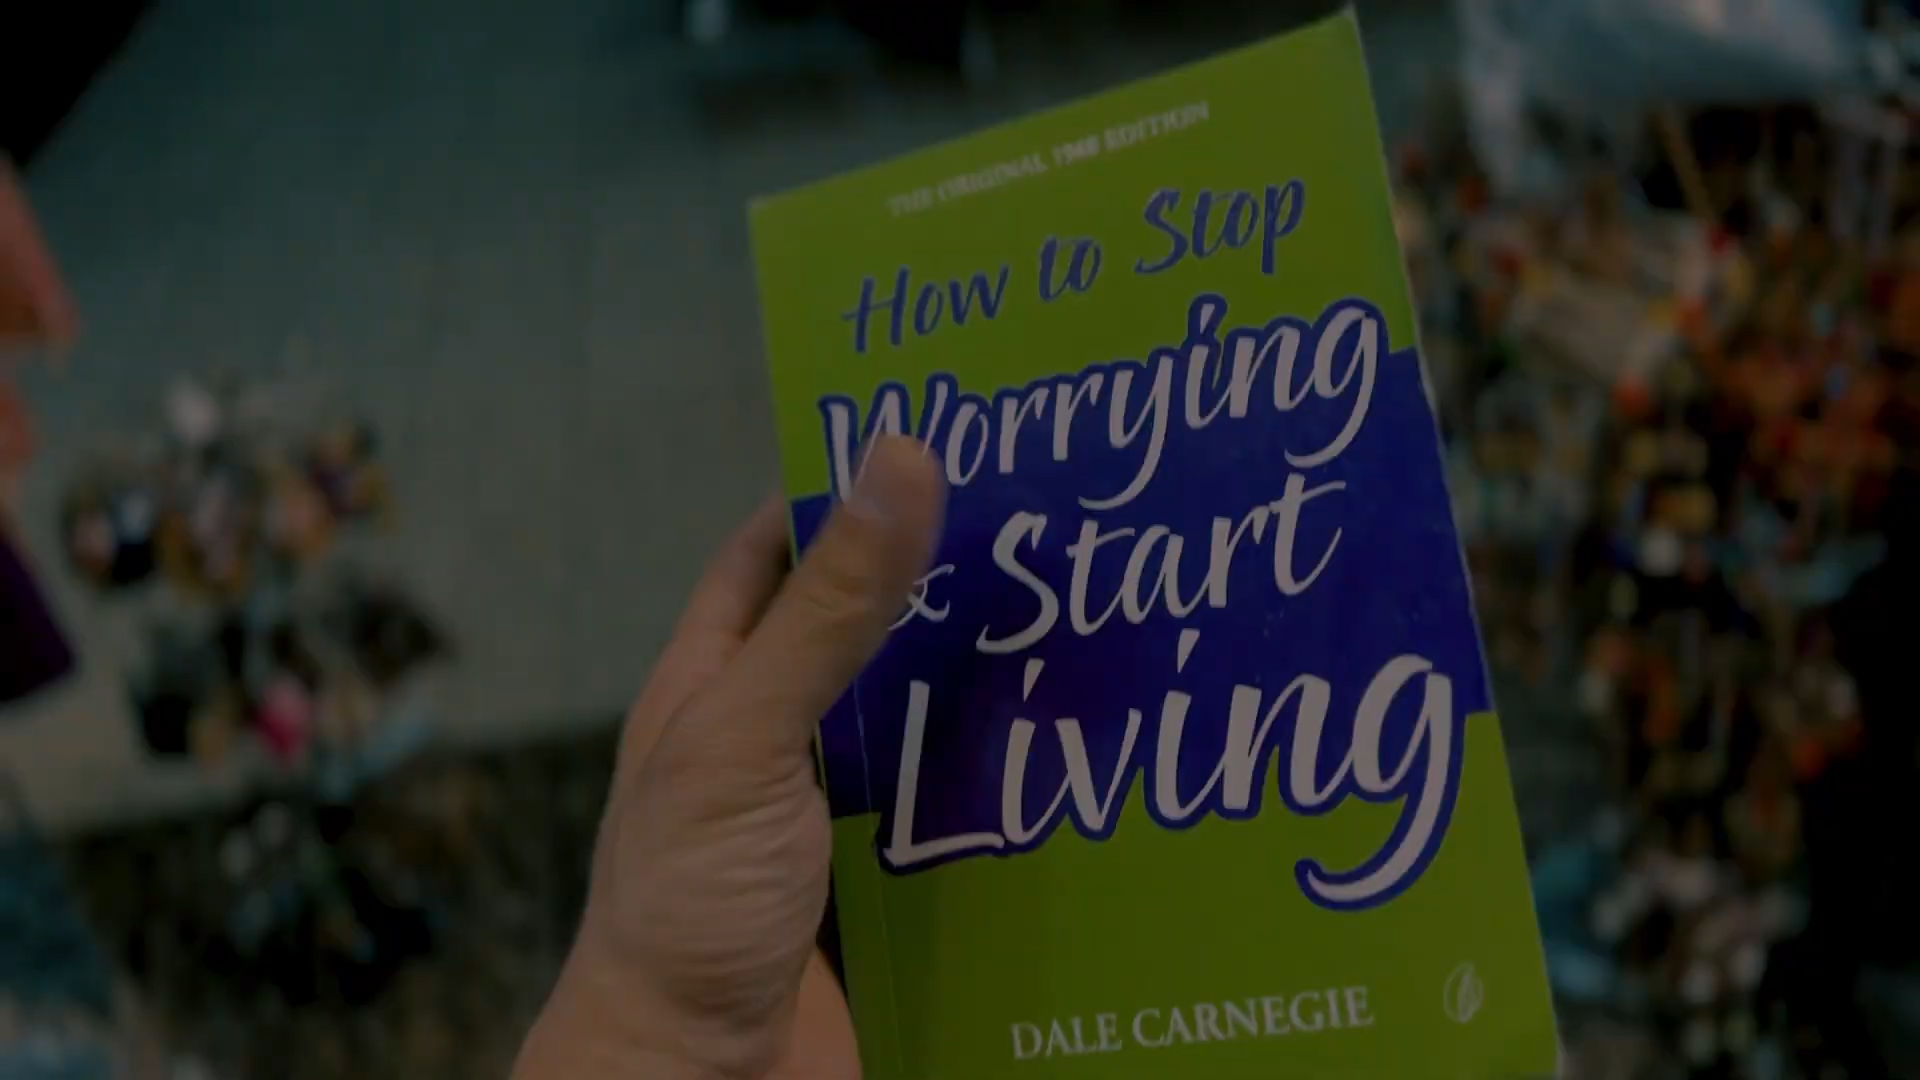 THE ORIGINAL 1948 EDITION
How to Stop
Worrying
& Start
Living
DALE CARNEGIE